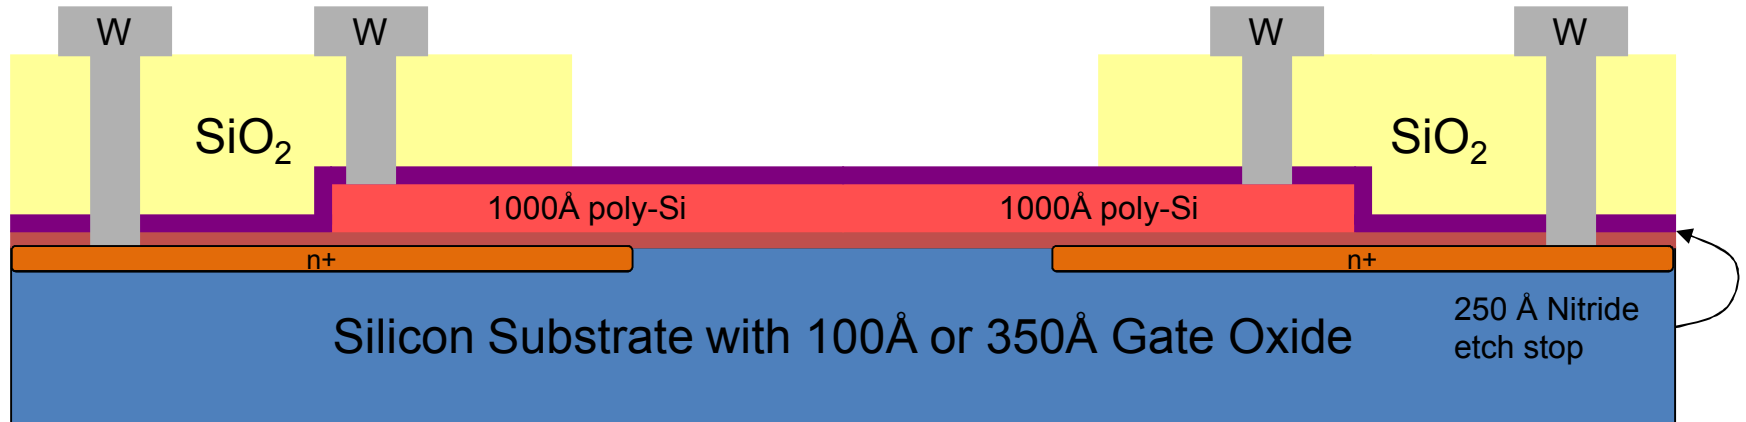 W W W W
SiO₂ SiO₂
1000Å poly-Si 1000Å poly-Si
n+ n+
Silicon Substrate with 100Å or 350Å Gate Oxide
250 Å Nitride
etch stop